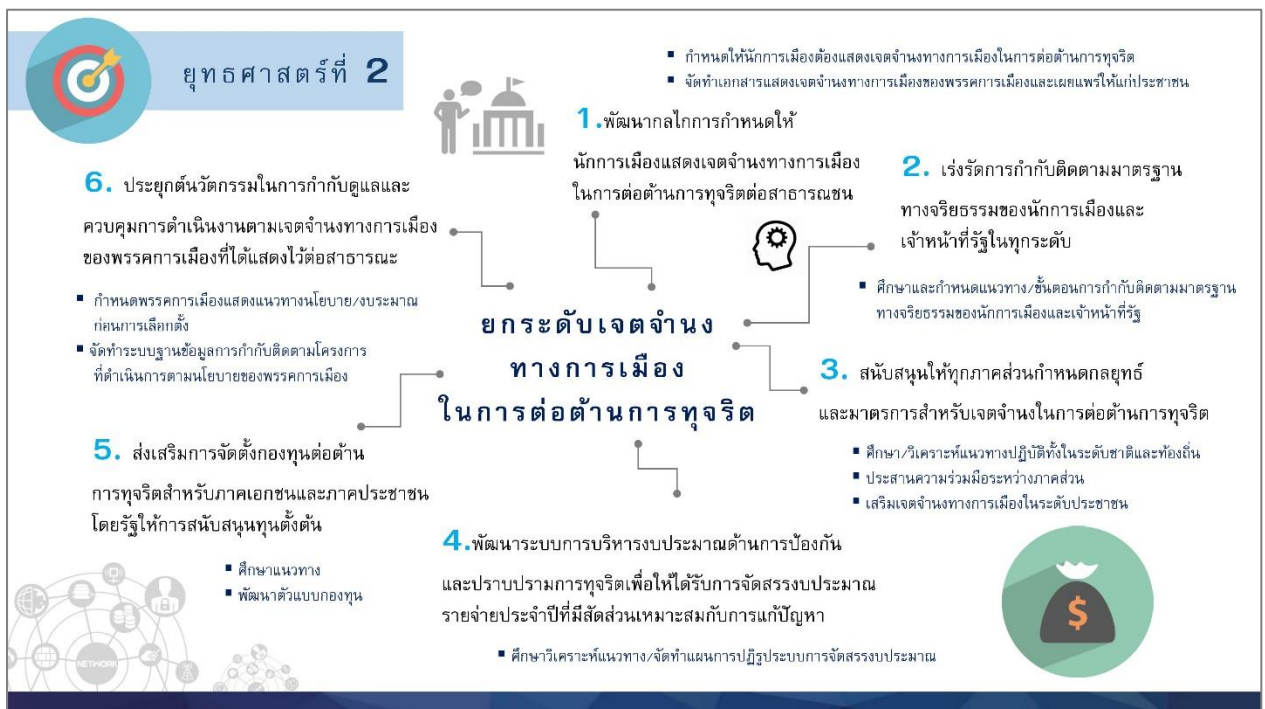 ยุทธศาสตร์ที่ 2
▪ กำหนดให้นักการเมืองต้องแสดงเจตจำนงทางการเมืองในการต่อต้านการทุจริต
▪ จัดทำเอกสารแสดงเจตจำนงทางการเมืองของพรรคการเมืองและเผยแพร่ให้แก่ประชาชน
1.พัฒนากลไกการกำหนดให้
นักการเมืองแสดงเจตจำนงทางการเมือง
ในการต่อต้านการทุจริตต่อสาธารณชน
2. เร่งรัดการกำกับติดตามมาตรฐาน
ทางจริยธรรมของนักการเมืองและ
เจ้าหน้าที่รัฐในทุกระดับ
▪ ศึกษาและกำหนดแนวทาง/ขั้นตอนการกำกับติดตามมาตรฐาน
ทางจริยธรรมของนักการเมืองและเจ้าหน้าที่รัฐ
3. สนับสนุนให้ทุกภาคส่วนกำหนดกลยุทธ์
และมาตรการสำหรับเจตจำนงในการต่อต้านการทุจริต
▪ ศึกษา/วิเคราะห์แนวทางปฏิบัติทั้งในระดับชาติและท้องถิ่น
▪ ประสานความร่วมมือระหว่างภาคส่วน
▪ เสริมเจตจำนงทางการเมืองในระดับประชาชน
ยกระดับเจตจำนง
ทางการเมือง
ในการต่อต้านการทุจริต
4.พัฒนาระบบการบริหารงบประมาณด้านการป้องกัน
และปราบปรามการทุจริตเพื่อให้ได้รับการจัดสรรงบประมาณ
รายจ่ายประจำปีที่มีสัดส่วนเหมาะสมกับการแก้ปัญหา
▪ ศึกษาวิเคราะห์แนวทาง/จัดทำแผนการปฏิรูประบบการจัดสรรงบประมาณ
5. ส่งเสริมการจัดตั้งกองทุนต่อต้าน
การทุจริตสำหรับภาคเอกชนและภาคประชาชน
โดยรัฐให้การสนับสนุนทุนตั้งต้น
▪ ศึกษาแนวทาง
▪ พัฒนาตัวแบบกองทุน
6. ประยุกต์นวัตกรรมในการกำกับดูแลและ
ควบคุมการดำเนินงานตามเจตจำนงทางการเมือง
ของพรรคการเมืองที่ได้แสดงไว้ต่อสาธารณะ
▪ กำหนดพรรคการเมืองแสดงแนวทางนโยบาย/งบประมาณ
ก่อนการเลือกตั้ง
▪ จัดทำระบบฐานข้อมูลการกำกับติดตามโครงการ
ที่ดำเนินการตามนโยบายของพรรคการเมือง
NETWORK
$